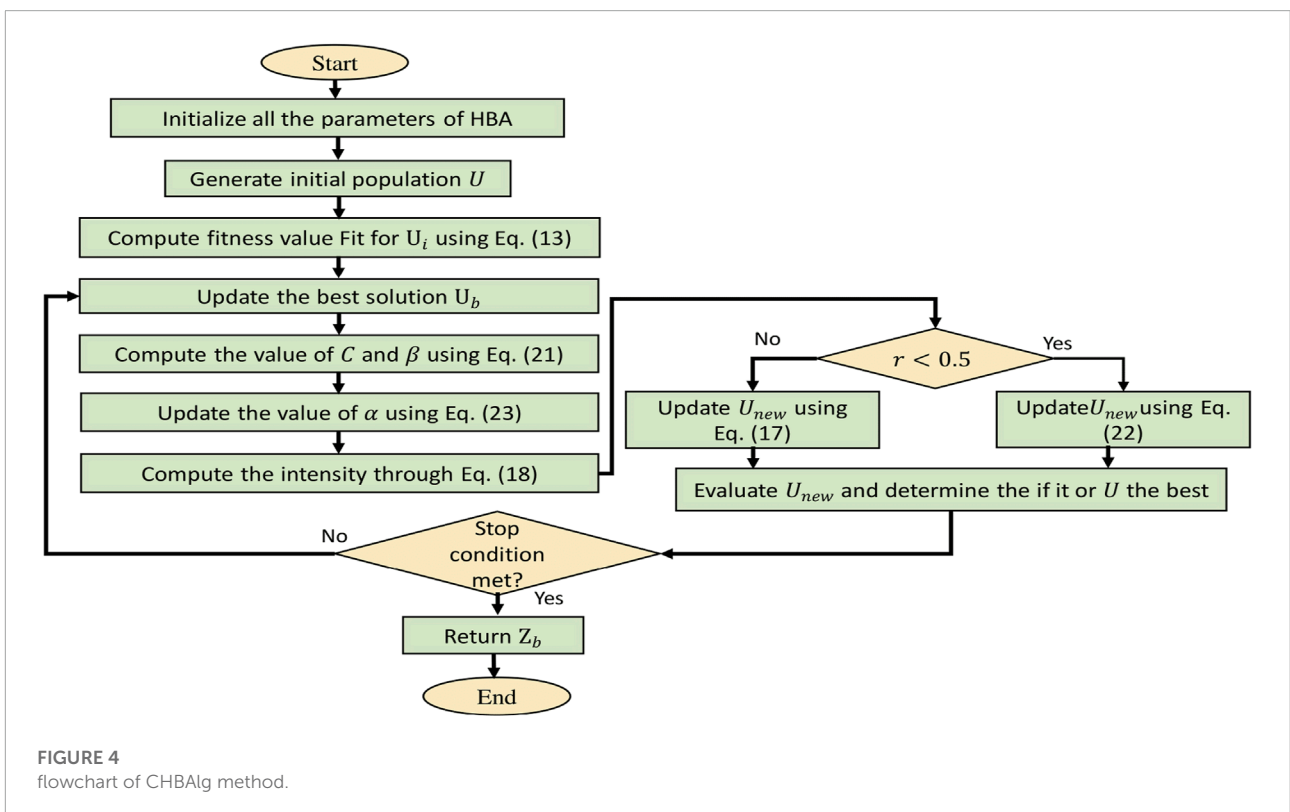 Start
Initialize all the parameters of HBA
Generate initial population U
Compute fitness value Fit for U_i using Eq. (13)
Update the best solution U_b
Compute the value of C and β using Eq. (21)
Update the value of α using Eq. (23)
Compute the intensity through Eq. (18)
r < 0.5
No
Yes
Update U_new using
Eq. (17)
UpdateU_newusing Eq.
(22)
Evaluate U_new and determine the if it or U the best
No
Stop
condition
met?
Yes
Return Z_b
End
FIGURE 4
flowchart of CHBAlg method.